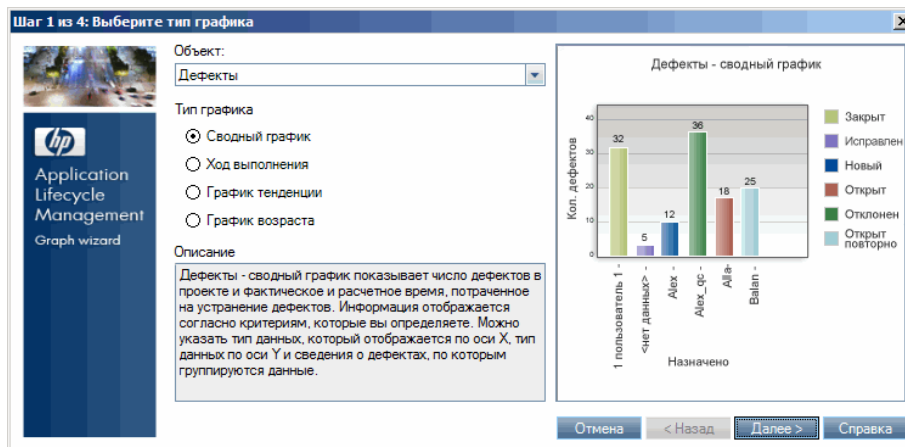 Шаг 1 из 4: Выберите тип графика
hp
Application
Lifecycle
Management
Graph wizard
Объект:
Дефекты
Тип графика
Сводный график
Ход выполнения
График тенденции
График возраста
Описание
Дефекты - сводный график показывает число дефектов в
проекте и фактическое и расчетное время, потраченное
на устранение дефектов. Информация отображается
согласно критериям, которые вы определяете. Можно
указать тип данных, который отображается по оси X, тип
данных по оси Y и сведения о дефектах, по которым
группируются данные.
Дефекты - сводный график
Кол. дефектов
40
30
20
10
0
32
5
12
36
18
25
1 пользователь 1 -
<нет данных> -
Alex -
Alex_qc -
Alla-
Balan -
Назначено
Закрыт
Исправлен
Новый
Открыт
Отклонен
Открыт
повторно
Отмена
< Назад
Далее >
Справка